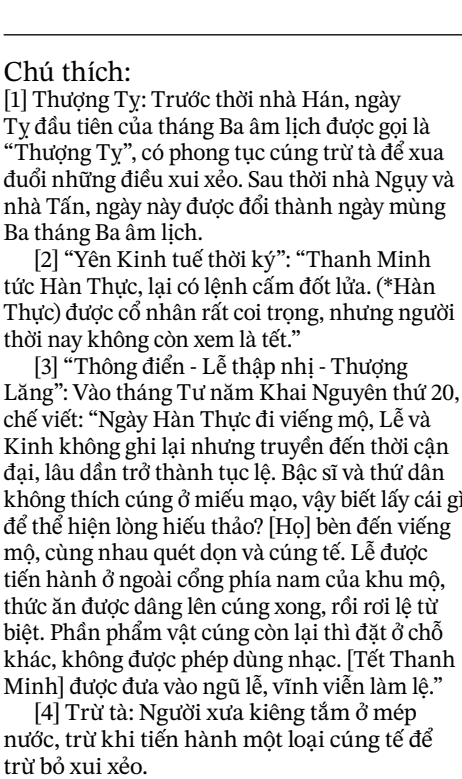 Chú thích:
[1] Thượng Tỵ: Trước thời nhà Hán, ngày
Tỵ đầu tiên của tháng Ba âm lịch được gọi là
“Thượng Tỵ”, có phong tục cúng trừ tà để xua
đuổi những điều xui xẻo. Sau thời nhà Ngụy và
nhà Tấn, ngày này được đổi thành ngày mùng
Ba tháng Ba âm lịch.
[2] “Yên Kinh tuế thời ký”: “Thanh Minh
tức Hàn Thực, lại có lệnh cấm đốt lửa. (*Hàn
Thực) được cổ nhân rất coi trọng, nhưng người
thời nay không còn xem là tết.”
[3] “Thông điển - Lễ thập nhị - Thượng
Lăng”: Vào tháng Tư năm Khai Nguyên thứ 20,
chế viết: “Ngày Hàn Thực đi viếng mộ, Lễ và
Kinh không ghi lại nhưng truyền đến thời cận
đại, lâu dần trở thành tục lệ. Bậc sĩ và thứ dân
không thích cúng ở miếu mạo, vậy biết lấy cái gì
để thể hiện lòng hiếu thảo? [Họ] bèn đến viếng
mộ, cùng nhau quét dọn và cúng tế. Lễ được
tiến hành ở ngoài cổng phía nam của khu mộ,
thức ăn được dâng lên cúng xong, rồi rơi lệ từ
biệt. Phần phẩm vật cúng còn lại thì đặt ở chỗ
khác, không được phép dùng nhạc. [Tết Thanh
Minh] được đưa vào ngũ lễ, vĩnh viễn làm lệ.”
[4] Trừ tà: Người xưa kiêng tắm ở mép
nước, trừ khi tiến hành một loại cúng tế để
trừ bỏ xui xẻo.